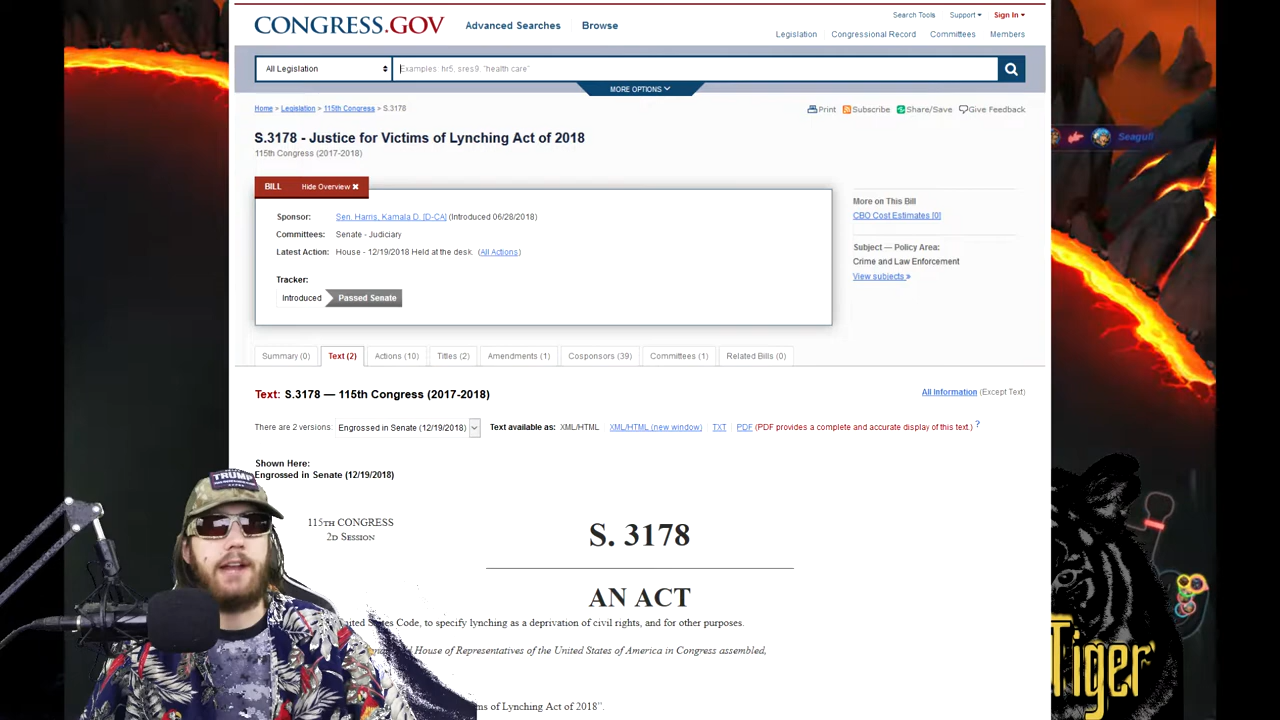 CONGRESS.GOV
Advanced Searches
Browse
Search Tools
Support
Sign In
Legislation
Congressional Record
Committees
Members
All Legislation
Examples: hr5, sres9, "health care"
MORE OPTIONS
Home > Legislation > 115th Congress > S.3178
Print
Subscribe
Share/Save
Give Feedback
S.3178 - Justice for Victims of Lynching Act of 2018
115th Congress (2017-2018)
Seagull
BILL
Hide Overview
Sponsor: Sen. Harris, Kamala D. [D-CA] (Introduced 06/28/2018)
Committees: Senate - Judiciary
Latest Action: House - 12/19/2018 Held at the desk. (All Actions)
Tracker:
Introduced
Passed Senate
More on This Bill
CBO Cost Estimates [0]
Subject — Policy Area:
Crime and Law Enforcement
View subjects
Summary (0)
Text (2)
Actions (10)
Titles (2)
Amendments (1)
Cosponsors (39)
Committees (1)
Related Bills (0)
Text: S.3178 — 115th Congress (2017-2018)
All Information (Except Text)
There are 2 versions: Engrossed in Senate (12/19/2018)
Text available as: XML/HTML | XML/HTML (new window) | TXT | PDF (PDF provides a complete and accurate display of this text.) ?
Shown Here:
Engrossed in Senate (12/19/2018)
TRUMP
115TH CONGRESS
2D SESSION
S. 3178
AN ACT
States Code, to specify lynching as a deprivation of civil rights, and for other purposes.
House of Representatives of the United States of America in Congress assembled,
of Lynching Act of 2018”.
Tiger